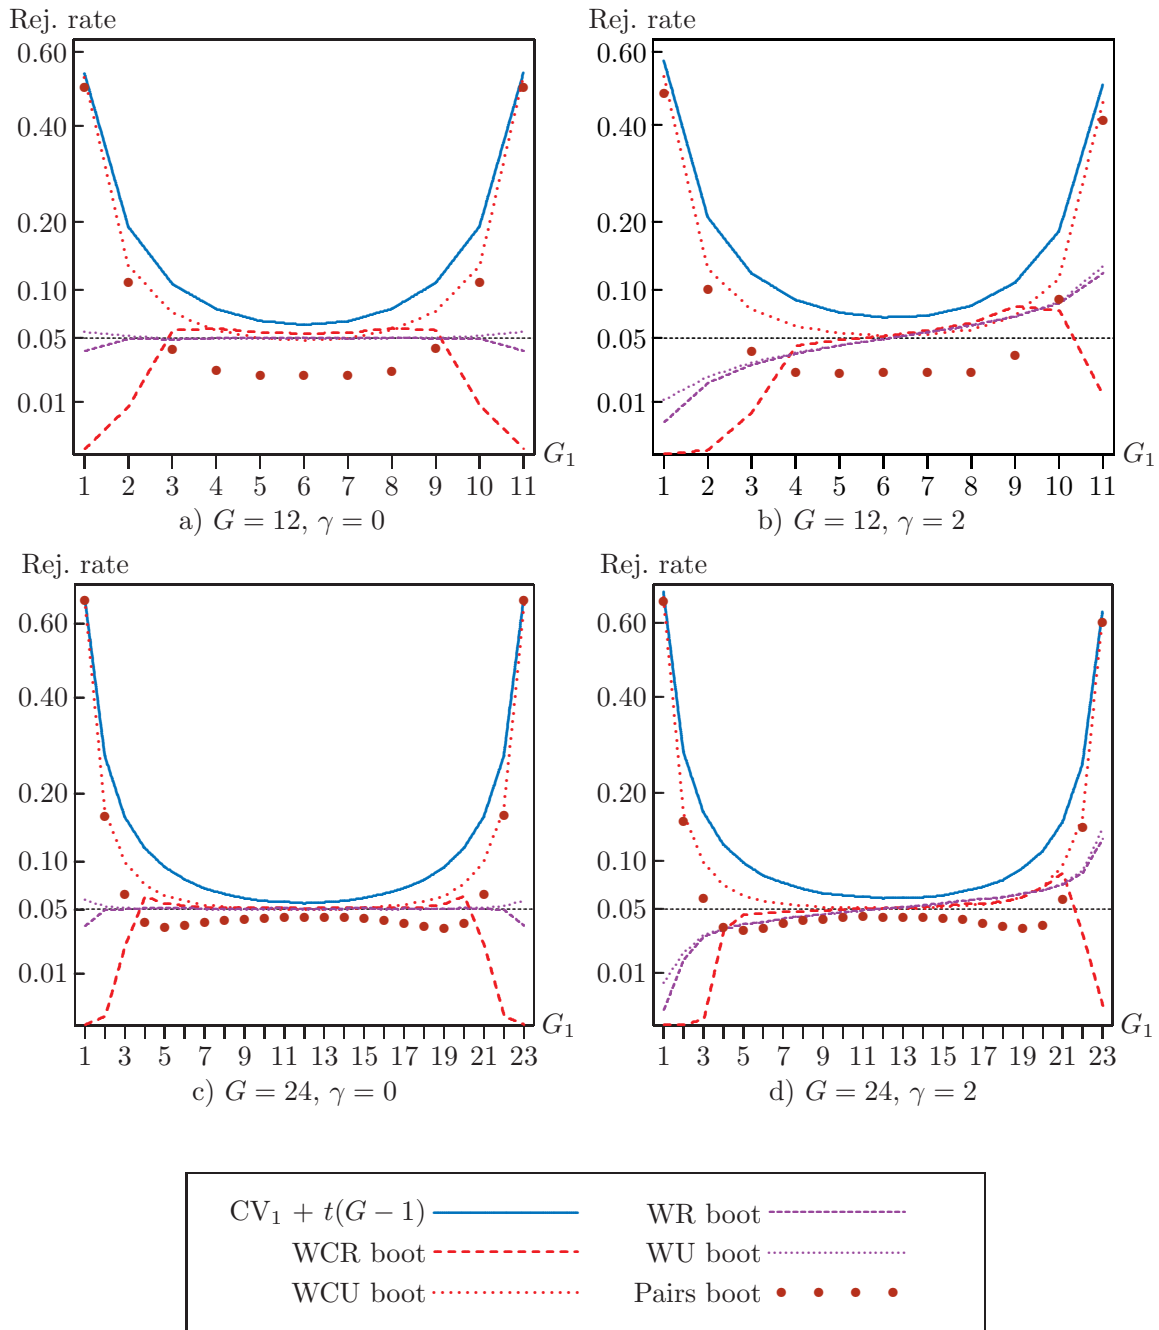 Rej. rate
0.60
0.40
0.20
0.10
0.05
0.01
G₁
1 2 3 4 5 6 7 8 9 10 11
a) G = 12, γ = 0
Rej. rate
0.60
0.40
0.20
0.10
0.05
0.01
G₁
1 2 3 4 5 6 7 8 9 10 11
b) G = 12, γ = 2
Rej. rate
0.60
0.40
0.20
0.10
0.05
0.01
G₁
1 3 5 7 9 11 13 15 17 19 21 23
c) G = 24, γ = 0
Rej. rate
0.60
0.40
0.20
0.10
0.05
0.01
G₁
1 3 5 7 9 11 13 15 17 19 21 23
d) G = 24, γ = 2
CV₁ + t(G − 1)
WCR boot
WCU boot
WR boot
WU boot
Pairs boot